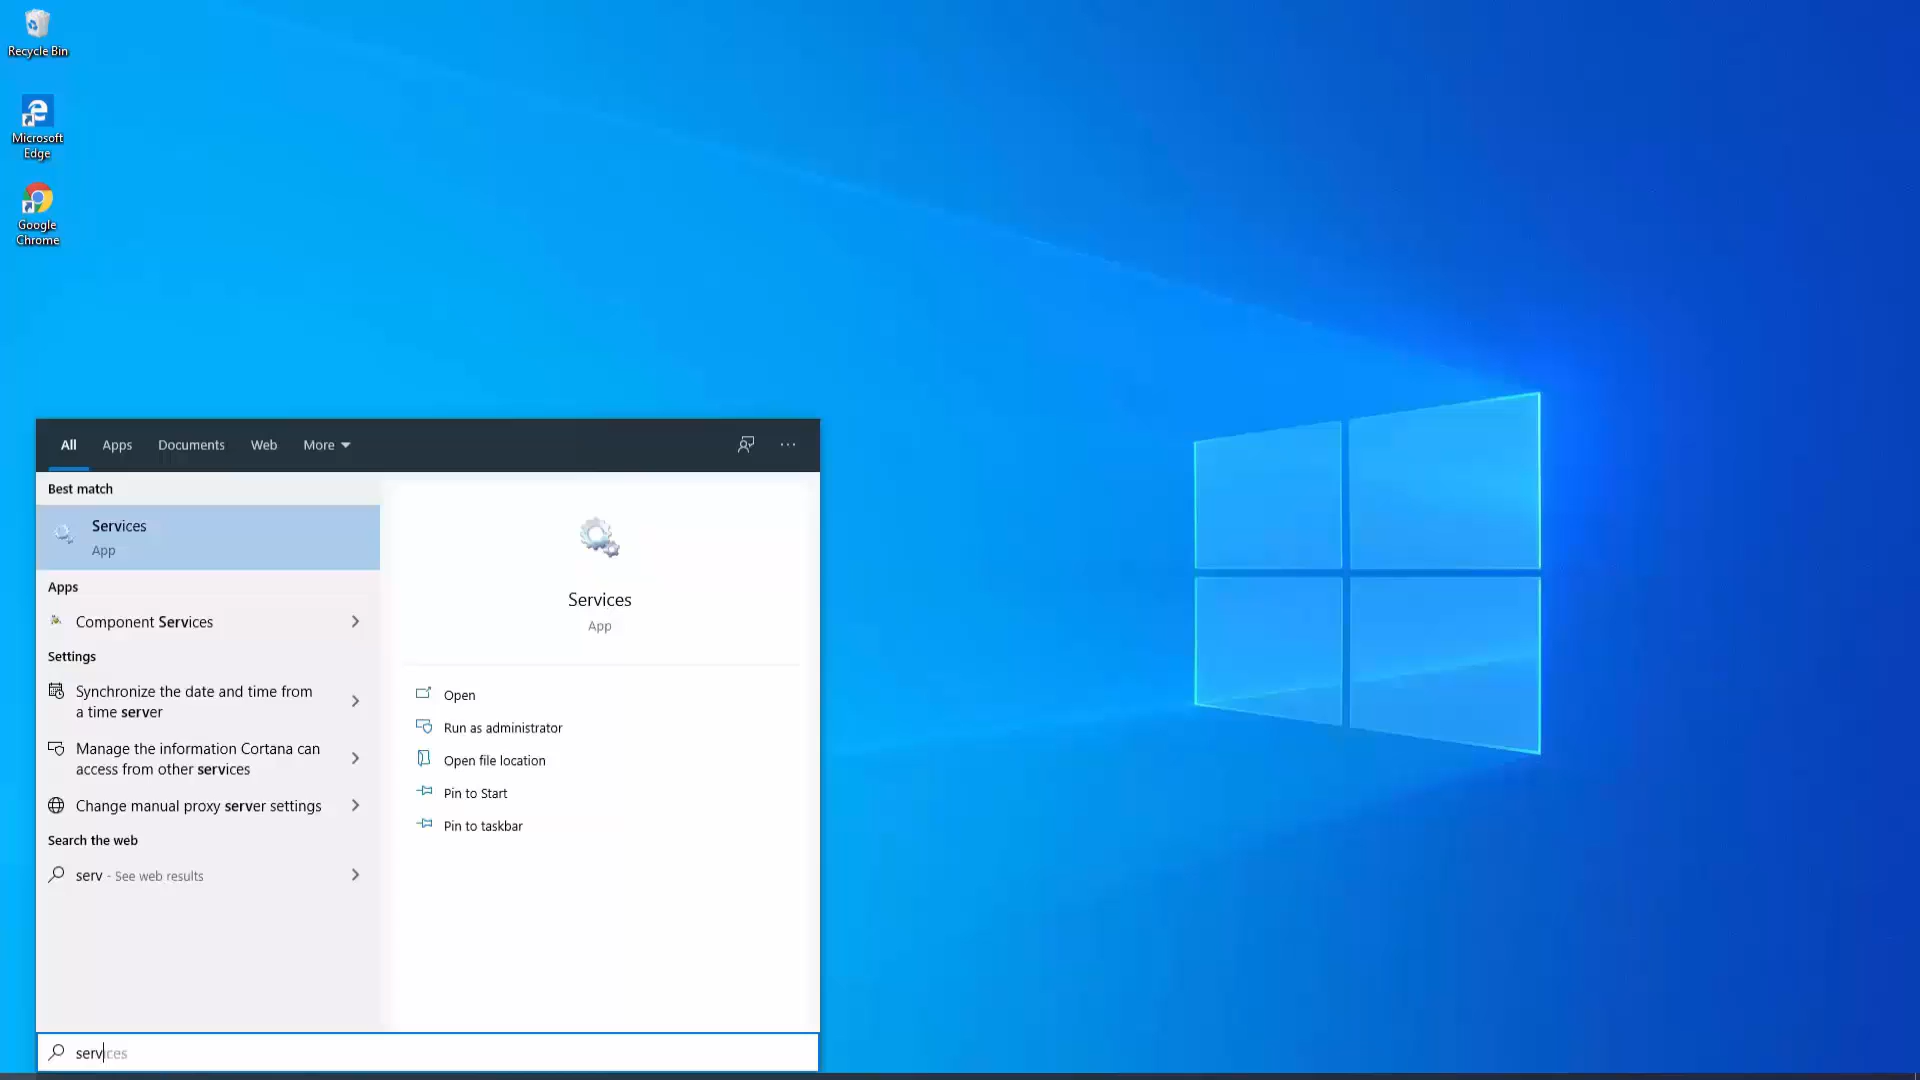 Recycle Bin
Microsoft
Edge
Google
Chrome
All Apps Documents Web More
Best match
Services
App
Apps
Component Services
Settings
Synchronize the date and time from
a time server
Manage the information Cortana can
access from other services
Change manual proxy server settings
Search the web
serv - See web results
Services
App
Open
Run as administrator
Open file location
Pin to Start
Pin to taskbar
services